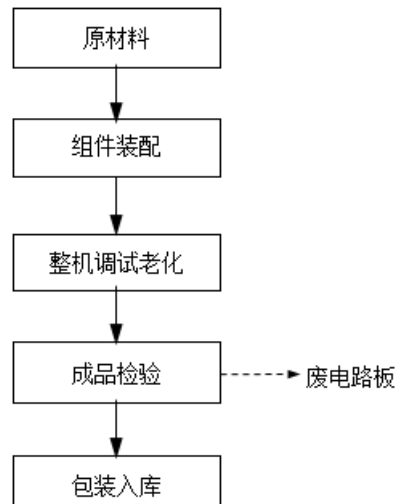 原材料
组件装配
整机调试老化
成品检验
废电路板
包装入库